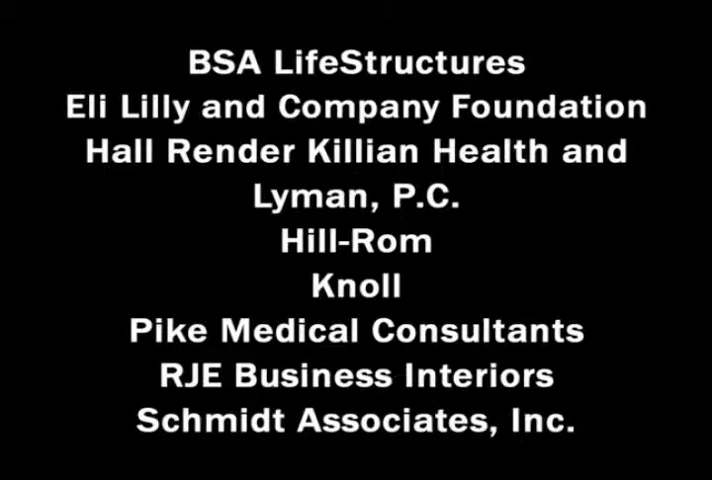 BSA LifeStructures
Eli Lilly and Company Foundation
Hall Render Killian Health and
Lyman, P.C.
Hill-Rom
Knoll
Pike Medical Consultants
RJE Business Interiors
Schmidt Associates, Inc.